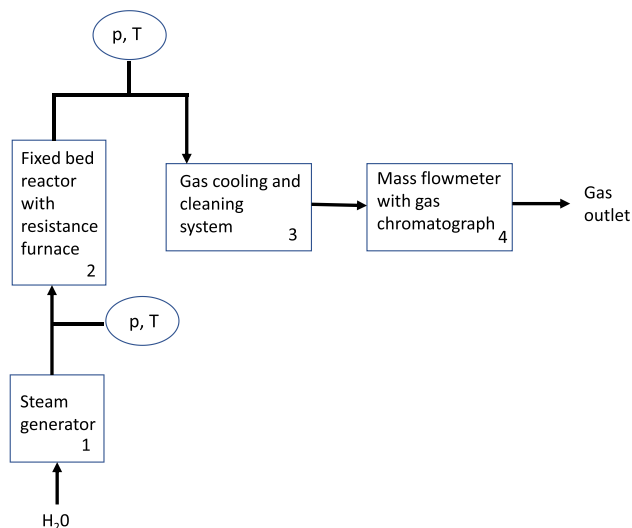 p, T
Fixed bed
reactor
with
resistance
furnace
2
Gas cooling and
cleaning
system
3
Mass flowmeter
with gas
chromatograph
4
Gas
outlet
p, T
Steam
generator
1
H₂0